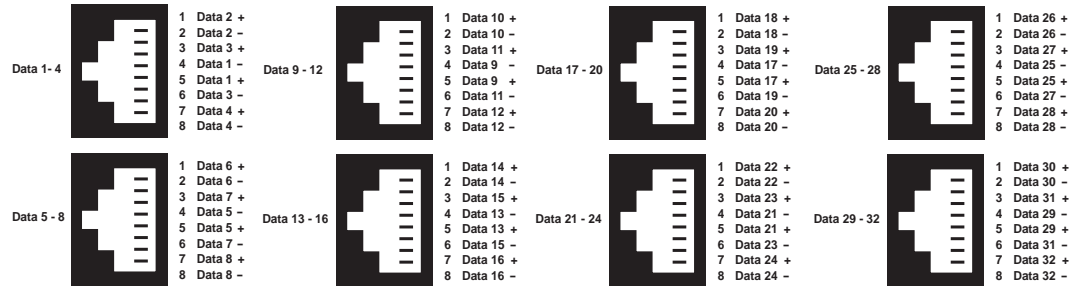 Data 1- 4
1 Data 2 +
2 Data 2 –
3 Data 3 +
4 Data 1 –
5 Data 1 +
6 Data 3 –
7 Data 4 +
8 Data 4 –
Data 9 - 12
1 Data 10 +
2 Data 10 –
3 Data 11 +
4 Data 9 –
5 Data 9 +
6 Data 11 –
7 Data 12 +
8 Data 12 –
Data 17 - 20
1 Data 18 +
2 Data 18 –
3 Data 19 +
4 Data 17 –
5 Data 17 +
6 Data 19 –
7 Data 20 +
8 Data 20 –
Data 25 - 28
1 Data 26 +
2 Data 26 –
3 Data 27 +
4 Data 25 –
5 Data 25 +
6 Data 27 –
7 Data 28 +
8 Data 28 –
Data 5 - 8
1 Data 6 +
2 Data 6 –
3 Data 7 +
4 Data 5 –
5 Data 5 +
6 Data 7 –
7 Data 8 +
8 Data 8 –
Data 13 - 16
1 Data 14 +
2 Data 14 –
3 Data 15 +
4 Data 13 –
5 Data 13 +
6 Data 15 –
7 Data 16 +
8 Data 16 –
Data 21 - 24
1 Data 22 +
2 Data 22 –
3 Data 23 +
4 Data 21 –
5 Data 21 +
6 Data 23 –
7 Data 24 +
8 Data 24 –
Data 29 - 32
1 Data 30 +
2 Data 30 –
3 Data 31 +
4 Data 29 –
5 Data 29 +
6 Data 31 –
7 Data 32 +
8 Data 32 –